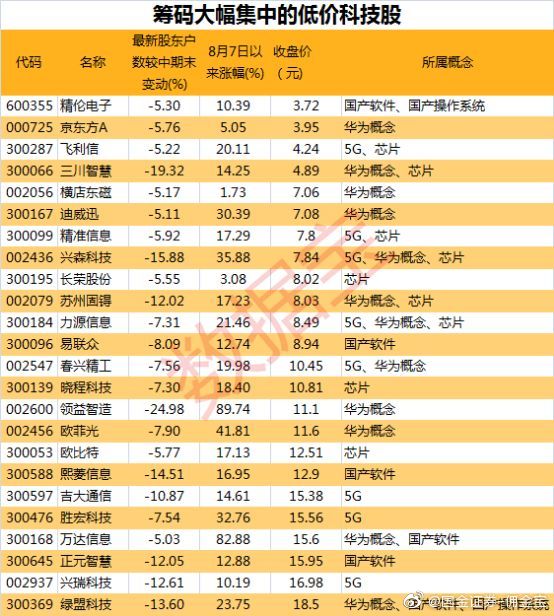 筹码大幅集中的低价科技股
代码 名称 最新股东户数较中期末变动(%) 8月7日以来涨幅(%) 收盘价(元) 所属概念
600355 精伦电子 -5.30 10.39 3.72 国产软件、国产操作系统
000725 京东方A -5.76 5.05 3.95 华为概念
300287 飞利信 -5.22 20.11 4.24 5G、芯片
300066 三川智慧 -19.32 14.25 4.89 华为概念、芯片
002056 横店东磁 -5.17 1.73 7.06 华为概念
300167 迪威迅 -5.11 30.39 7.08 华为概念
300099 精准信息 -5.92 17.29 7.8 5G、芯片
002436 兴森科技 -15.88 35.88 7.84 5G、华为概念、芯片
300195 长荣股份 -5.55 3.08 8.02 芯片
002079 苏州固锝 -12.02 17.23 8.03 华为概念、芯片
300184 力源信息 -7.31 21.46 8.49 5G、华为概念、芯片
300096 易联众 -8.09 12.74 8.94 国产软件
002547 春兴精工 -7.56 19.98 10.45 5G、华为概念
300139 晓程科技 -7.30 18.40 10.81 芯片
002600 领益智造 -24.98 89.74 11.1 华为概念
002456 欧菲光 -7.90 41.81 11.6 华为概念
300053 欧比特 -5.77 17.13 12.51 芯片
300588 熙菱信息 -14.51 16.95 12.9 国产软件
300597 吉大通信 -10.87 14.61 15.38 5G
300476 胜宏科技 -7.54 32.76 15.56 5G
300168 万达信息 -5.03 82.88 15.6 华为概念、国产软件
300645 正元智慧 -12.05 12.88 15.95 国产软件
002937 兴瑞科技 -12.61 10.19 16.98 5G
300369 绿盟科技 -13.60 23.75 18.5 华为概念、国产软件、国产操作系统
数据宝
@国金证券-佣金宝